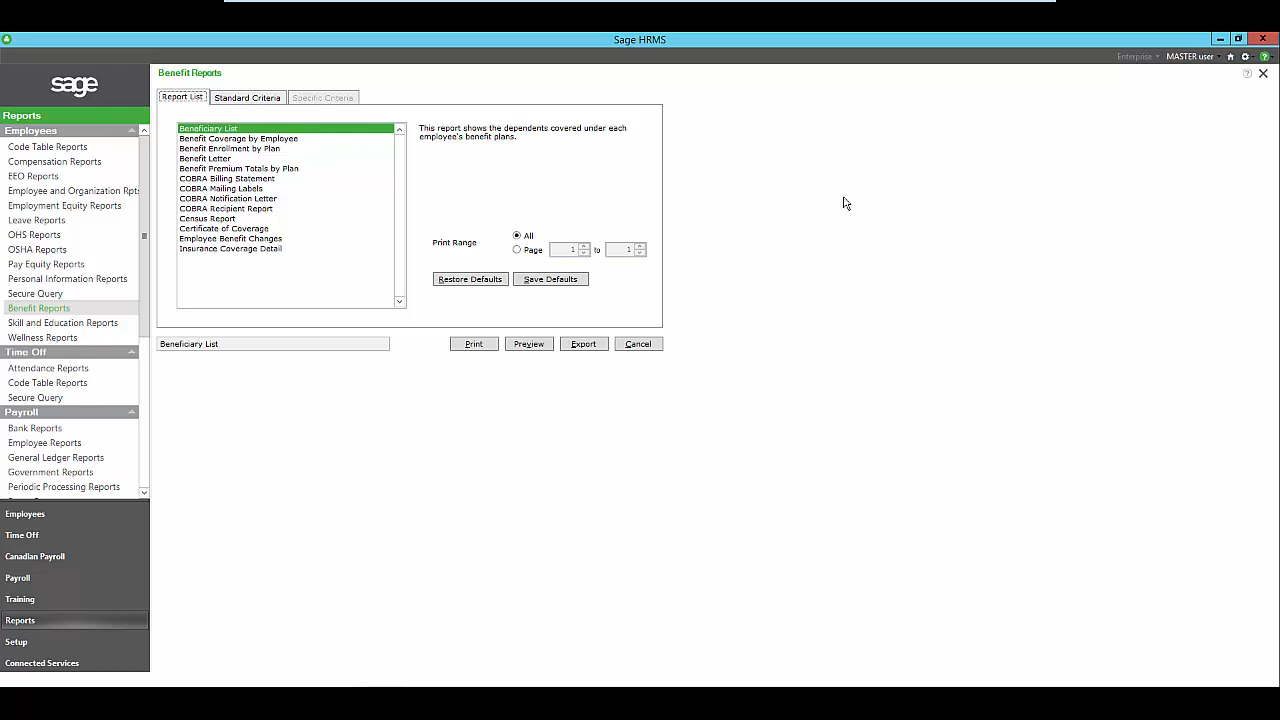 Sage HRMS
Enterprise
MASTER user
sage
Benefit Reports
Reports
Employees
Code Table Reports
Compensation Reports
EEO Reports
Employee and Organization Rpts
Employment Equity Reports
Leave Reports
OHS Reports
OSHA Reports
Pay Equity Reports
Personal Information Reports
Secure Query
Benefit Reports
Skill and Education Reports
Wellness Reports
Time Off
Attendance Reports
Code Table Reports
Secure Query
Payroll
Bank Reports
Employee Reports
General Ledger Reports
Government Reports
Periodic Processing Reports
Employees
Time Off
Canadian Payroll
Payroll
Training
Reports
Setup
Connected Services
Report List
Standard Criteria
Specific Criteria
Beneficiary List
Benefit Coverage by Employee
Benefit Enrollment by Plan
Benefit Letter
Benefit Premium Totals by Plan
COBRA Billing Statement
COBRA Mailing Labels
COBRA Notification Letter
COBRA Recipient Report
Census Report
Certificate of Coverage
Employee Benefit Changes
Insurance Coverage Detail
This report shows the dependents covered under each
employee's benefit plans.
Print Range
All
Page 1 to 1
Restore Defaults
Save Defaults
Beneficiary List
Print
Preview
Export
Cancel